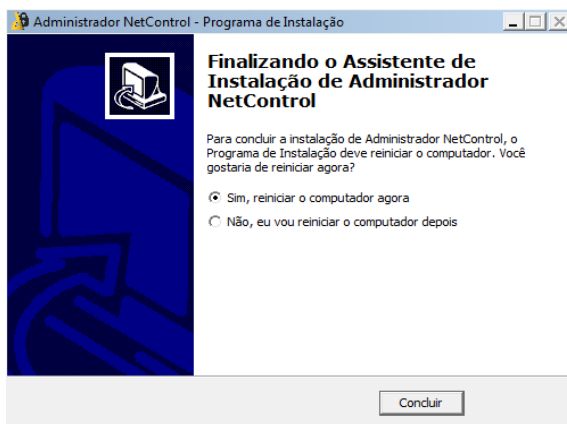 Administrador NetControl - Programa de Instalação
Finalizando o Assistente de
Instalação de Administrador
NetControl
Para concluir a instalação de Administrador NetControl, o
Programa de Instalação deve reiniciar o computador. Você
gostaria de reiniciar agora?
Sim, reiniciar o computador agora
Não, eu vou reiniciar o computador depois
Concluir